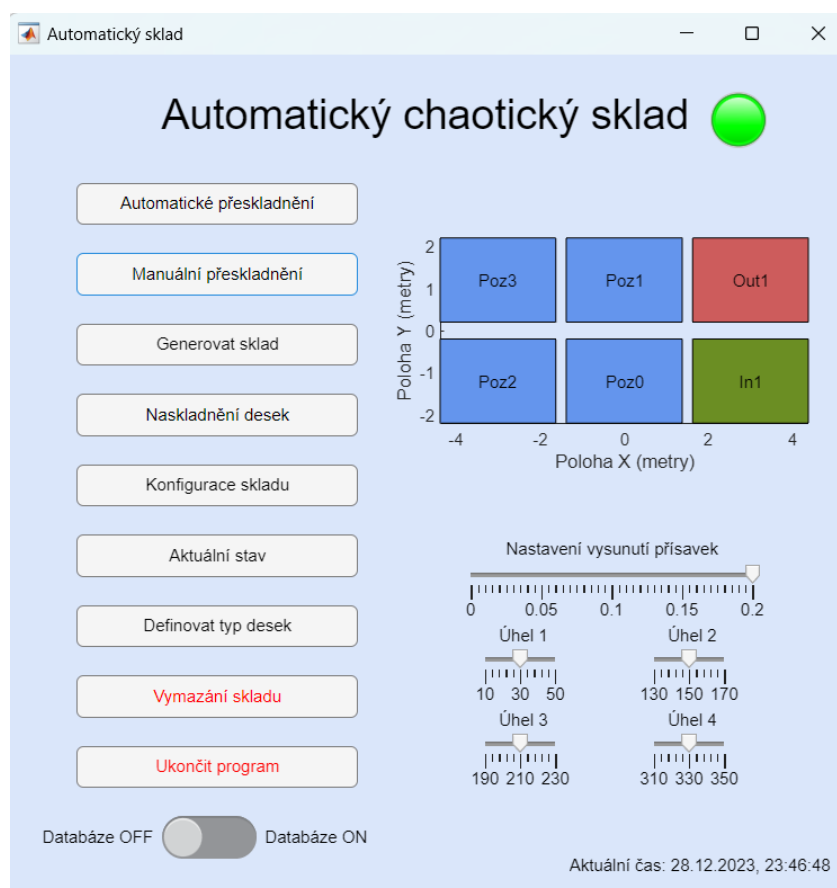 Automatický sklad
Automatický chaotický sklad
Automatické přeskladnění
Manuální přeskladnění
Generovat sklad
Naskladnění desek
Konfigurace skladu
Aktuální stav
Definovat typ desek
Vymazání skladu
Ukončit program
Databáze OFF Databáze ON
Poloha Y (metry)
2
1
0
-1
-2
Poz3 Poz1 Out1
Poz2 Poz0 In1
-4 -2 0 2 4
Poloha X (metry)
Nastavení vysunutí přísavek
0 0.05 0.1 0.15 0.2
Úhel 1 Úhel 2
10 30 50 130 150 170
Úhel 3 Úhel 4
190 210 230 310 330 350
Aktuální čas: 28.12.2023, 23:46:48